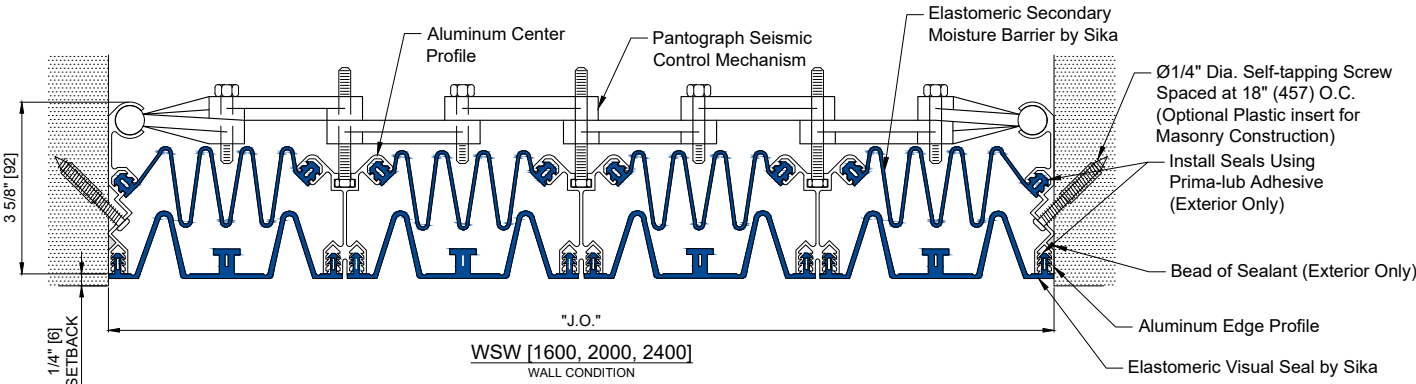 Aluminum Center
Profile
Pantograph Seismic
Control Mechanism
Elastomeric Secondary
Moisture Barrier by Sika
Ø1/4" Dia. Self-tapping Screw
Spaced at 18" (457) O.C.
(Optional Plastic insert for
Masonry Construction)
Install Seals Using
Prima-lub Adhesive
(Exterior Only)
Bead of Sealant (Exterior Only)
Aluminum Edge Profile
Elastomeric Visual Seal by Sika
3 5/8" [92]
1/4" [6]
SETBACK
"J.O."
WSW [1600, 2000, 2400]
WALL CONDITION